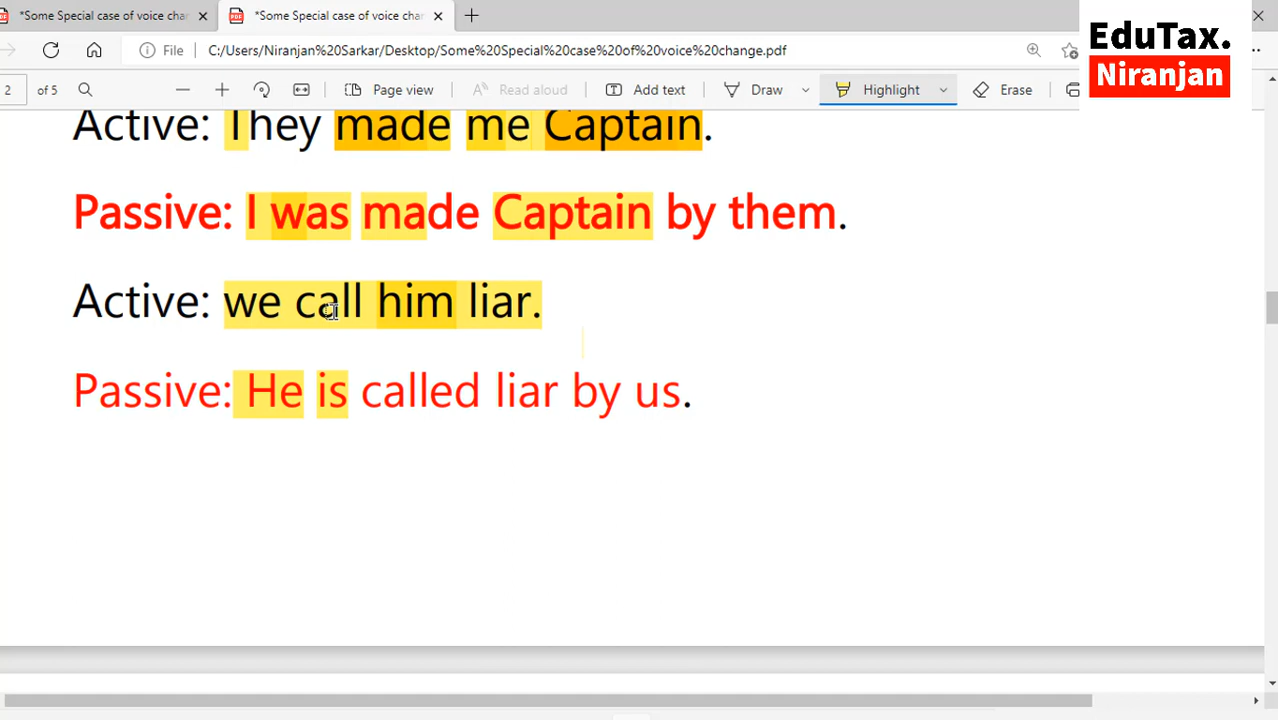 *Some Special case of voice char
*Some Special case of voice char
EduTax.
Niranjan
File
C:/Users/Niranjan%20Sarkar/Desktop/Some%20Special%20case%20of%20voice%20change.pdf
2 of 5
Page view
Read aloud
Add text
Draw
Highlight
Erase
Active: They made me Captain.
Passive: I was made Captain by them.
Active: we call him liar.
Passive: He is called liar by us.